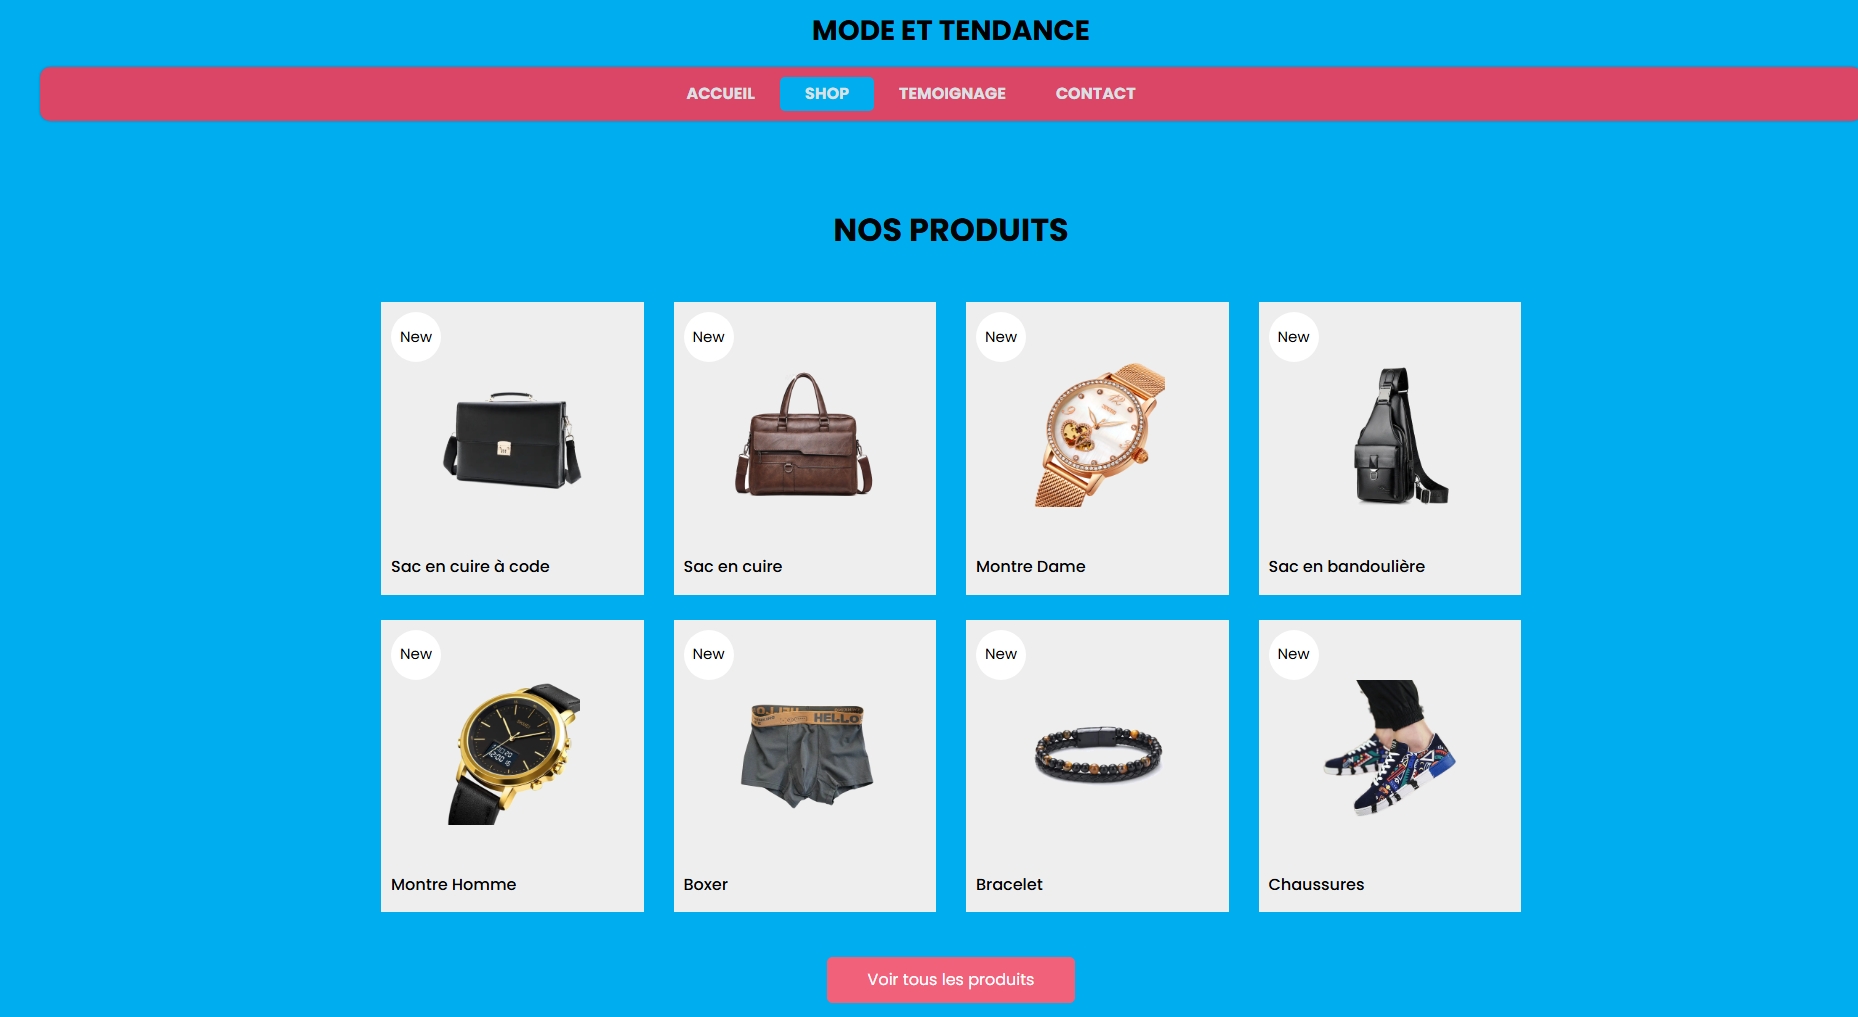 MODE ET TENDANCE
ACCUEIL SHOP TEMOIGNAGE CONTACT
NOS PRODUITS
New New New New
12
9
Sac en cuire à code Sac en cuire Montre Dame Sac en bandoulière
New New New New
HELLO
Montre Homme Boxer Bracelet Chaussures
Voir tous les produits